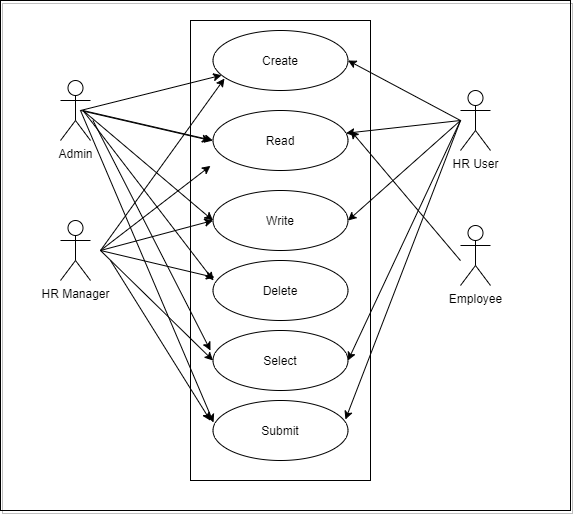 Create
Admin
Read
HR User
Write
HR Manager
Delete
Employee
Select
Submit